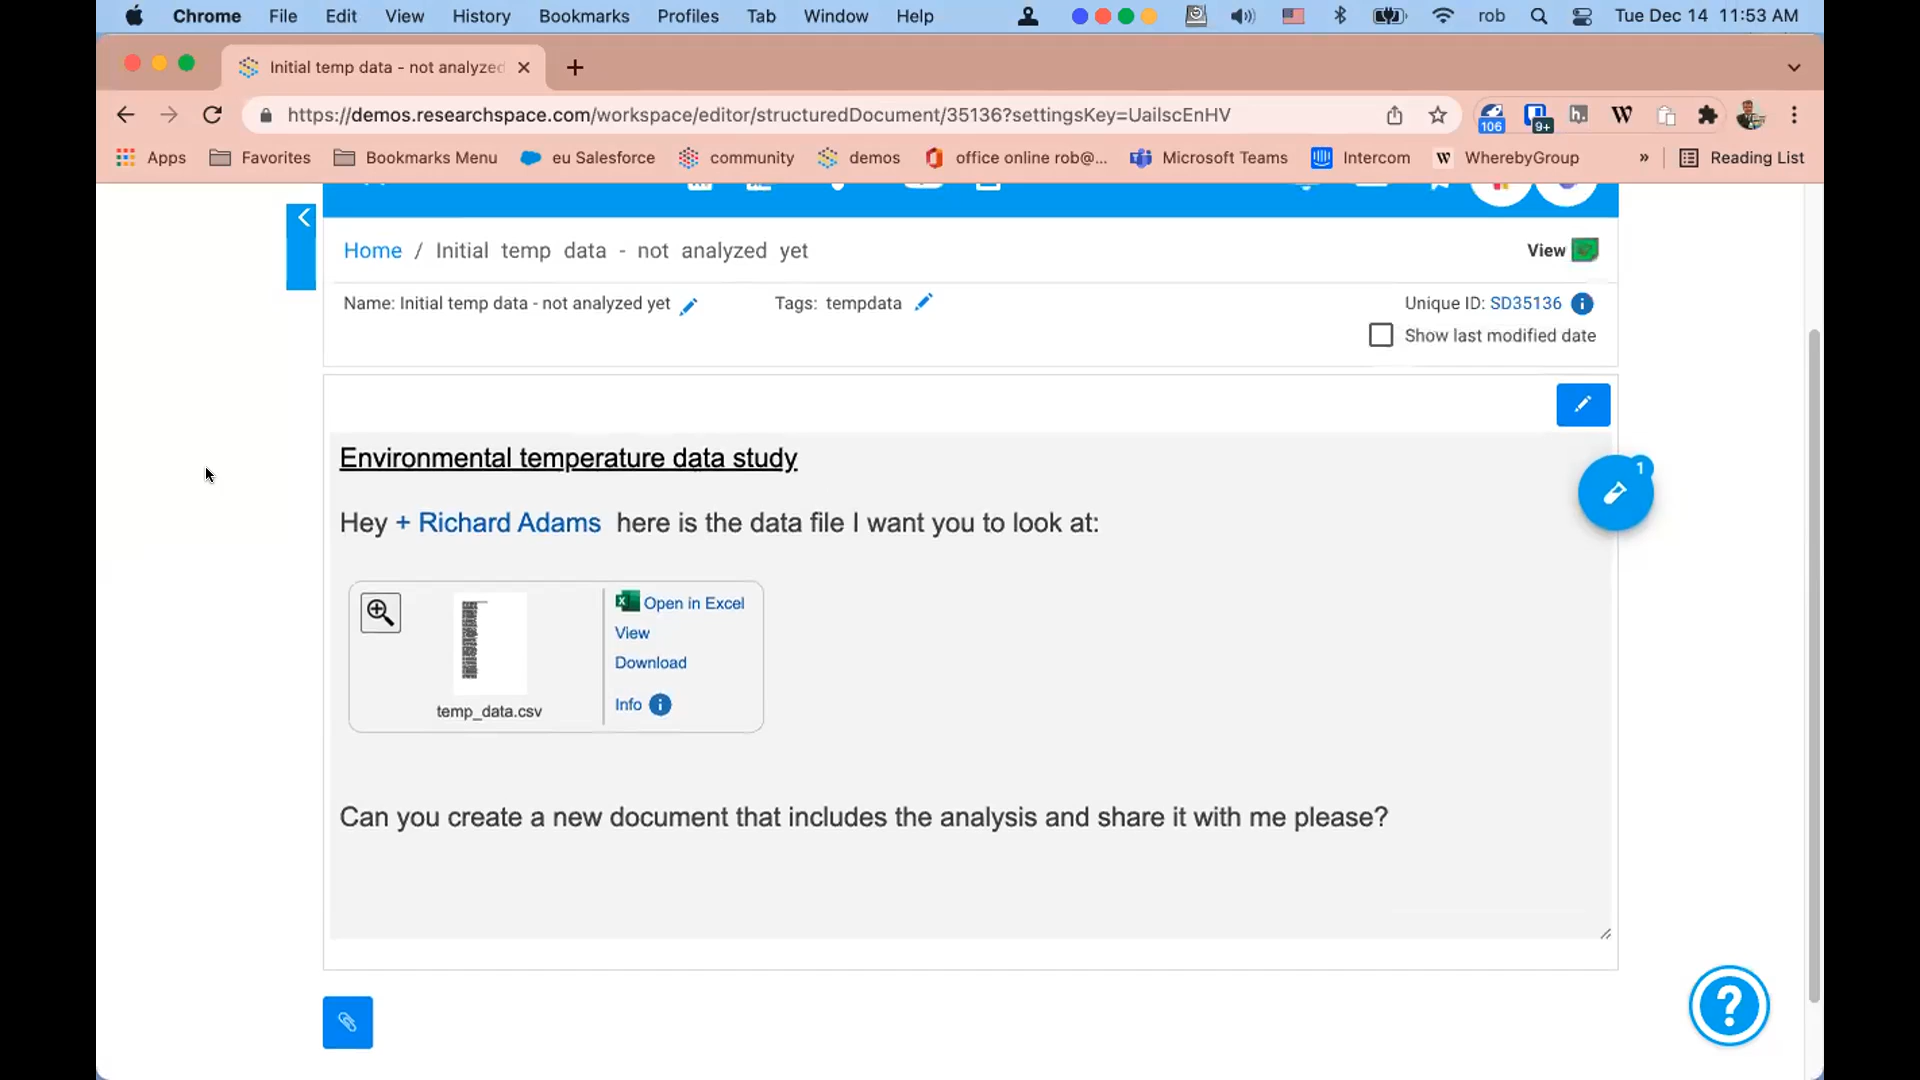 Chrome File Edit View History Bookmarks Profiles Tab Window Help rob Tue Dec 14 11:53 AM
Initial temp data - not analyzed
https://demos.researchspace.com/workspace/editor/structuredDocument/35136?settingsKey=UailscEnHV 106 9+ h. W
Apps Favorites Bookmarks Menu eu Salesforce community demos office online rob@... Microsoft Teams Intercom W WherebyGroup » Reading List
Home / Initial temp data - not analyzed yet View
Name: Initial temp data - not analyzed yet Tags: tempdata Unique ID: SD35136
Show last modified date
Environmental temperature data study
1
Hey + Richard Adams here is the data file I want you to look at:
Open in Excel
View
Download
Info
temp_data.csv
Can you create a new document that includes the analysis and share it with me please?
?